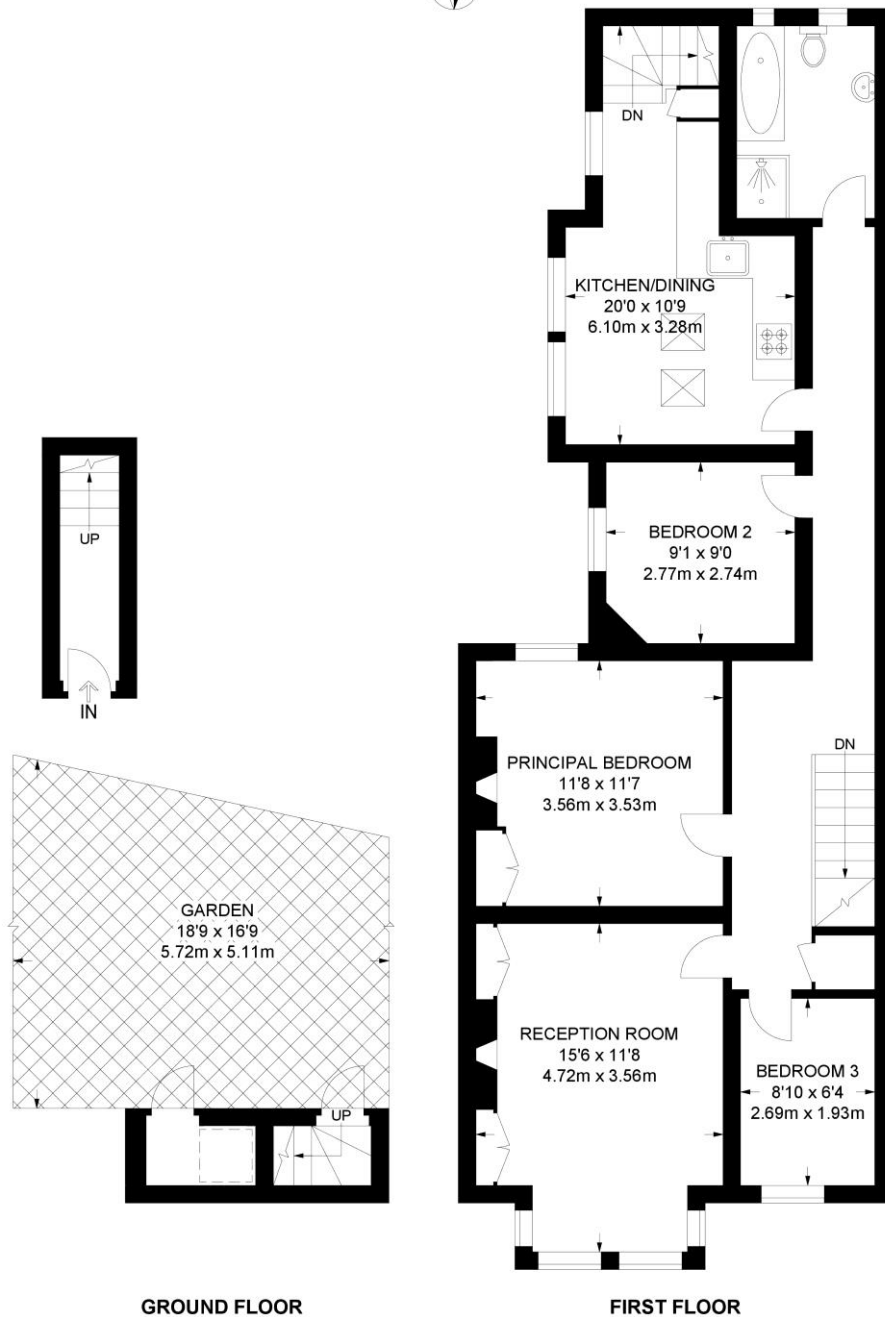 DN
KITCHEN/DINING
20'0 x 10'9
6.10m x 3.28m
BEDROOM 2
9'1 x 9'0
2.77m x 2.74m
UP
IN
PRINCIPAL BEDROOM
11'8 x 11'7
3.56m x 3.53m
DN
GARDEN
18'9 x 16'9
5.72m x 5.11m
RECEPTION ROOM
15'6 x 11'8
4.72m x 3.56m
BEDROOM 3
8'10 x 6'4
2.69m x 1.93m
UP
GROUND FLOOR
FIRST FLOOR